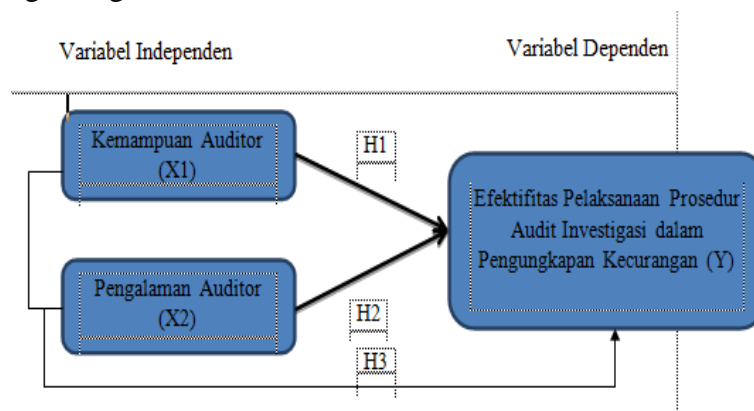 Variabel Independen
Variabel Dependen
Kemampuan Auditor
(X1)
H1
Efektifitas Pelaksanaan Prosedur
Audit Investigasi dalam
Pengungkapan Kecurangan (Y)
Pengalaman Auditor
(X2)
H2
H3